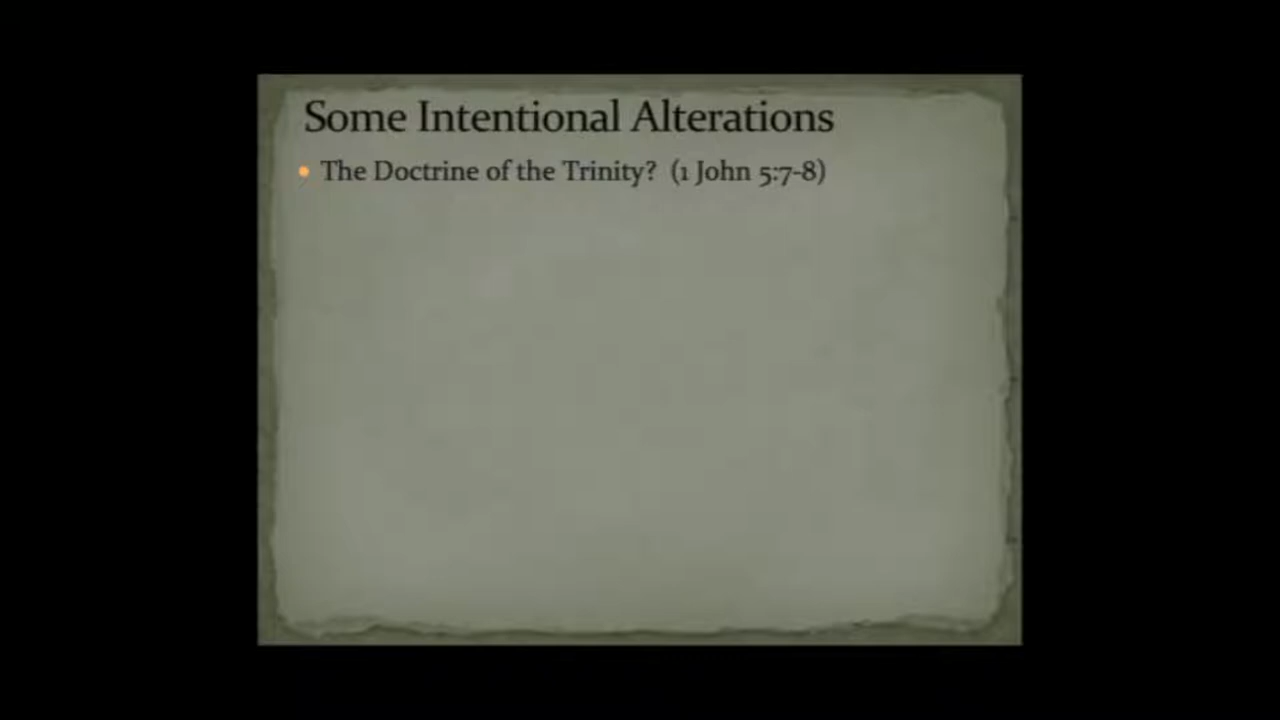 Some Intentional Alterations
• The Doctrine of the Trinity? (1 John 5:7-8)